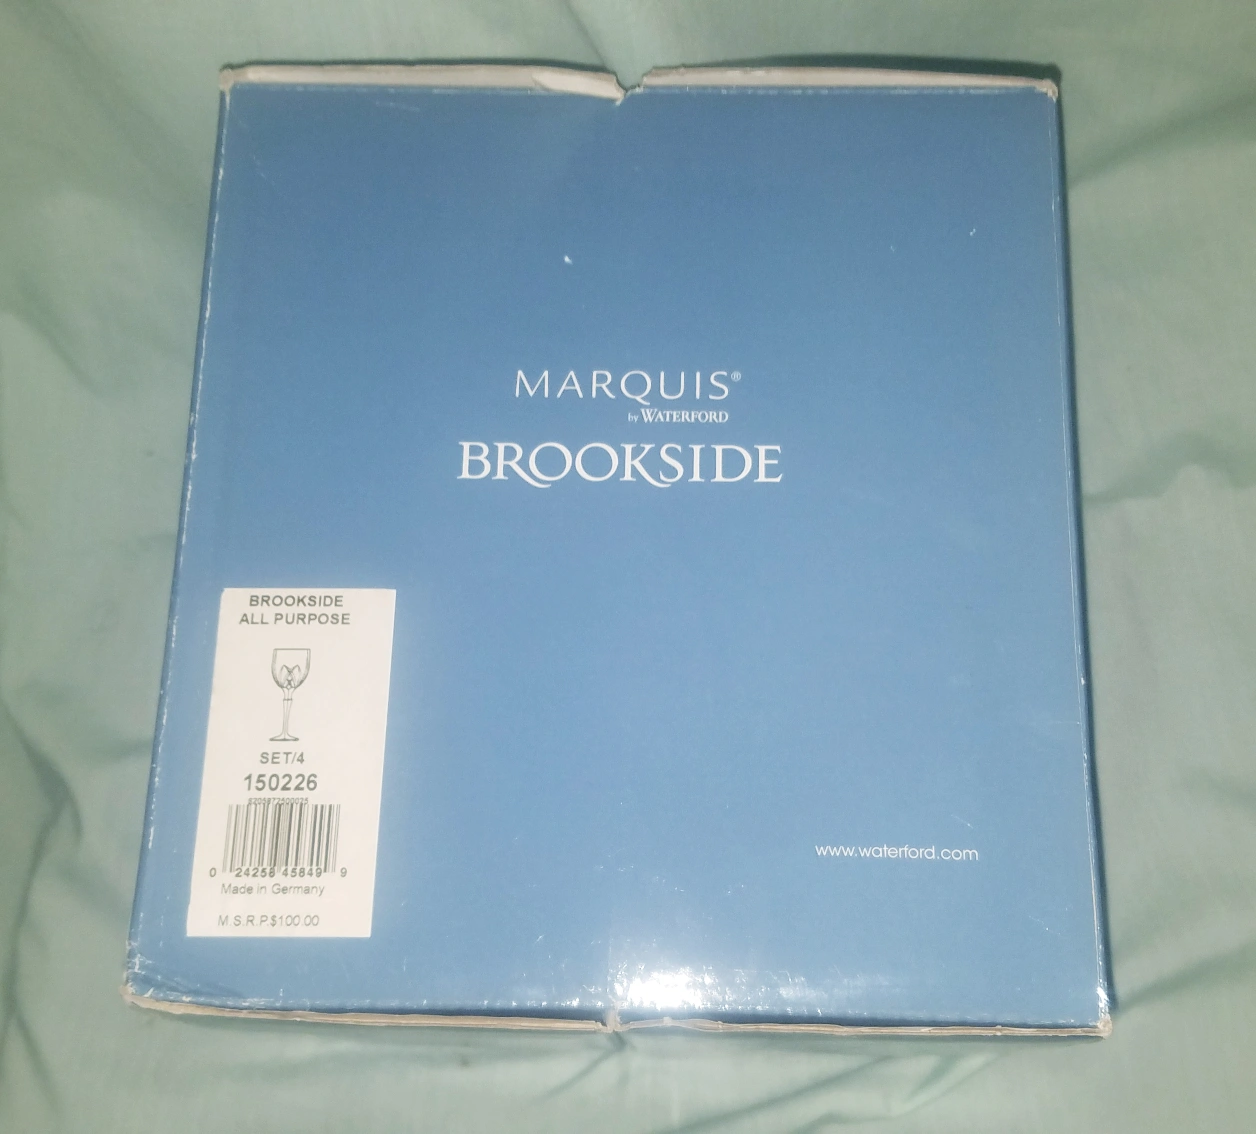 MARQUIS®
by WATERFORD
BROOKSIDE
BROOKSIDE
ALL PURPOSE
SET/4
150226
0 24258 45849 9
Made in Germany
M.S.R.P.$100.00
www.waterford.com